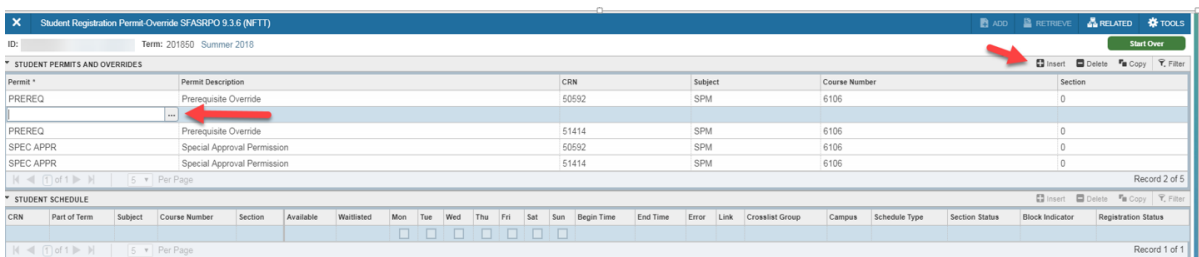 Student Registration Permit-Override SFASRPO 9.3.6 (NFTT) ADD RETRIEVE RELATED TOOLS
ID: Term: 201850 Summer 2018 Start Over
STUDENT PERMITS AND OVERRIDES Insert Delete Copy Filter
Permit * Permit Description CRN Subject Course Number Section
PREREQ Prerequisite Override 50592 SPM 6106 0
...
PREREQ Prerequisite Override 51414 SPM 6106 0
SPEC APPR Special Approval Permission 50592 SPM 6106 0
SPEC APPR Special Approval Permission 51414 SPM 6106 0
1 of 1 5 Per Page Record 2 of 5
STUDENT SCHEDULE Insert Delete Copy Filter
CRN Part of Term Subject Course Number Section Available Waitlisted Mon Tue Wed Thu Fri Sat Sun Begin Time End Time Error Link Crosslist Group Campus Schedule Type Section Status Block Indicator Registration Status
1 of 1 5 Per Page Record 1 of 1